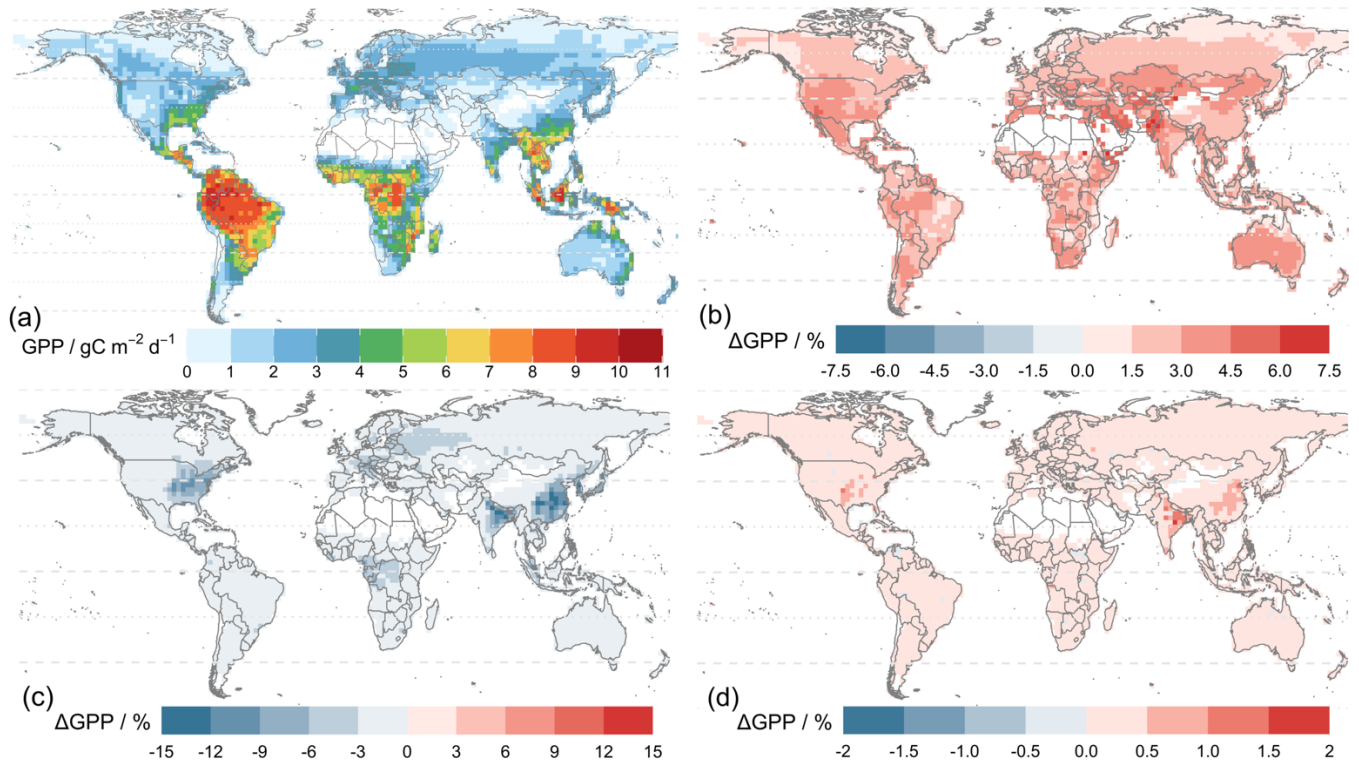 (a)
GPP / gC m⁻² d⁻¹
0 1 2 3 4 5 6 7 8 9 10 11
(b)
ΔGPP / %
-7.5 -6.0 -4.5 -3.0 -1.5 0.0 1.5 3.0 4.5 6.0 7.5
(c)
ΔGPP / %
-15 -12 -9 -6 -3 0 3 6 9 12 15
(d)
ΔGPP / %
-2 -1.5 -1.0 -0.5 0.0 0.5 1.0 1.5 2